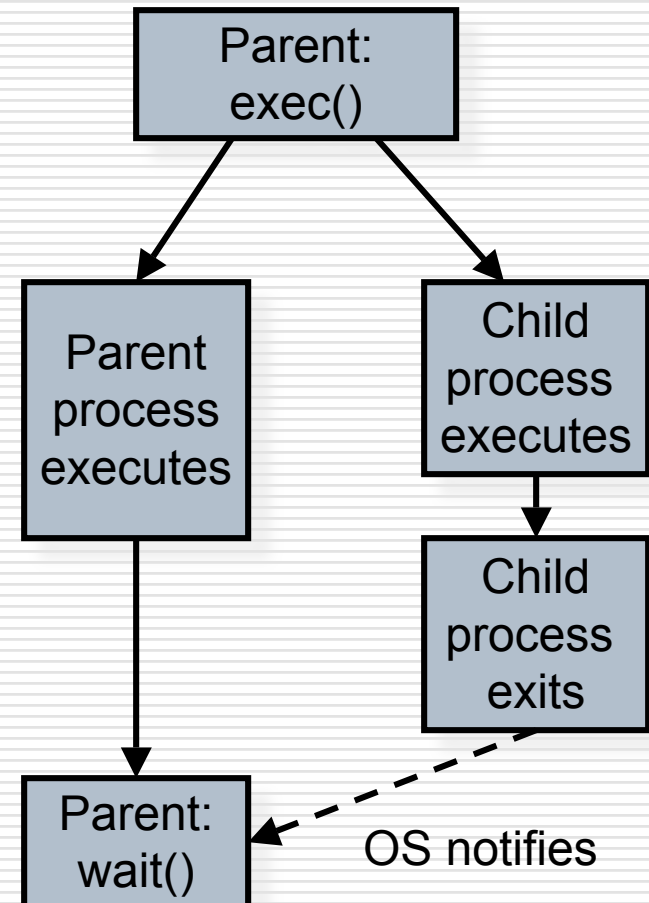 Parent:
exec()
Parent
process
executes
Child
process
executes
Child
process
exits
Parent:
wait()
OS notifies